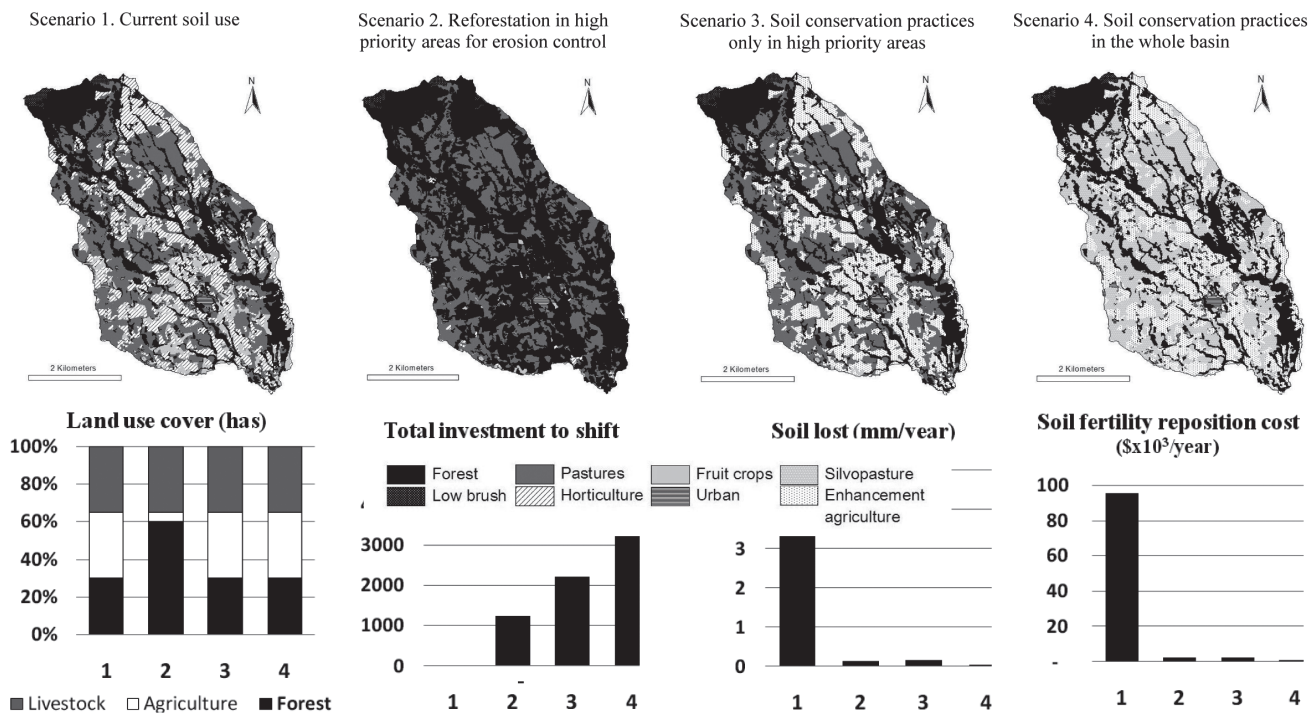 Scenario 1. Current soil use
Scenario 2. Reforestation in high
priority areas for erosion control
Scenario 3. Soil conservation practices
only in high priority areas
Scenario 4. Soil conservation practices
in the whole basin
N
N
N
N
2 Kilometers
2 Kilometers
2 Kilometers
2 Kilometers
Land use cover (has)
100%
80%
60%
40%
20%
0%
1 2 3 4
Livestock Agriculture Forest
Total investment to shift
3000
2000
1000
0
-
1 2 3 4
Forest Pastures Fruit crops Silvopasture
Low brush Horticulture Urban Enhancement
agriculture
Soil lost (mm/year)
3
2
1
0
1 2 3 4
Soil fertility reposition cost
($x10³/year)
100
80
60
40
20
-
1 2 3 4